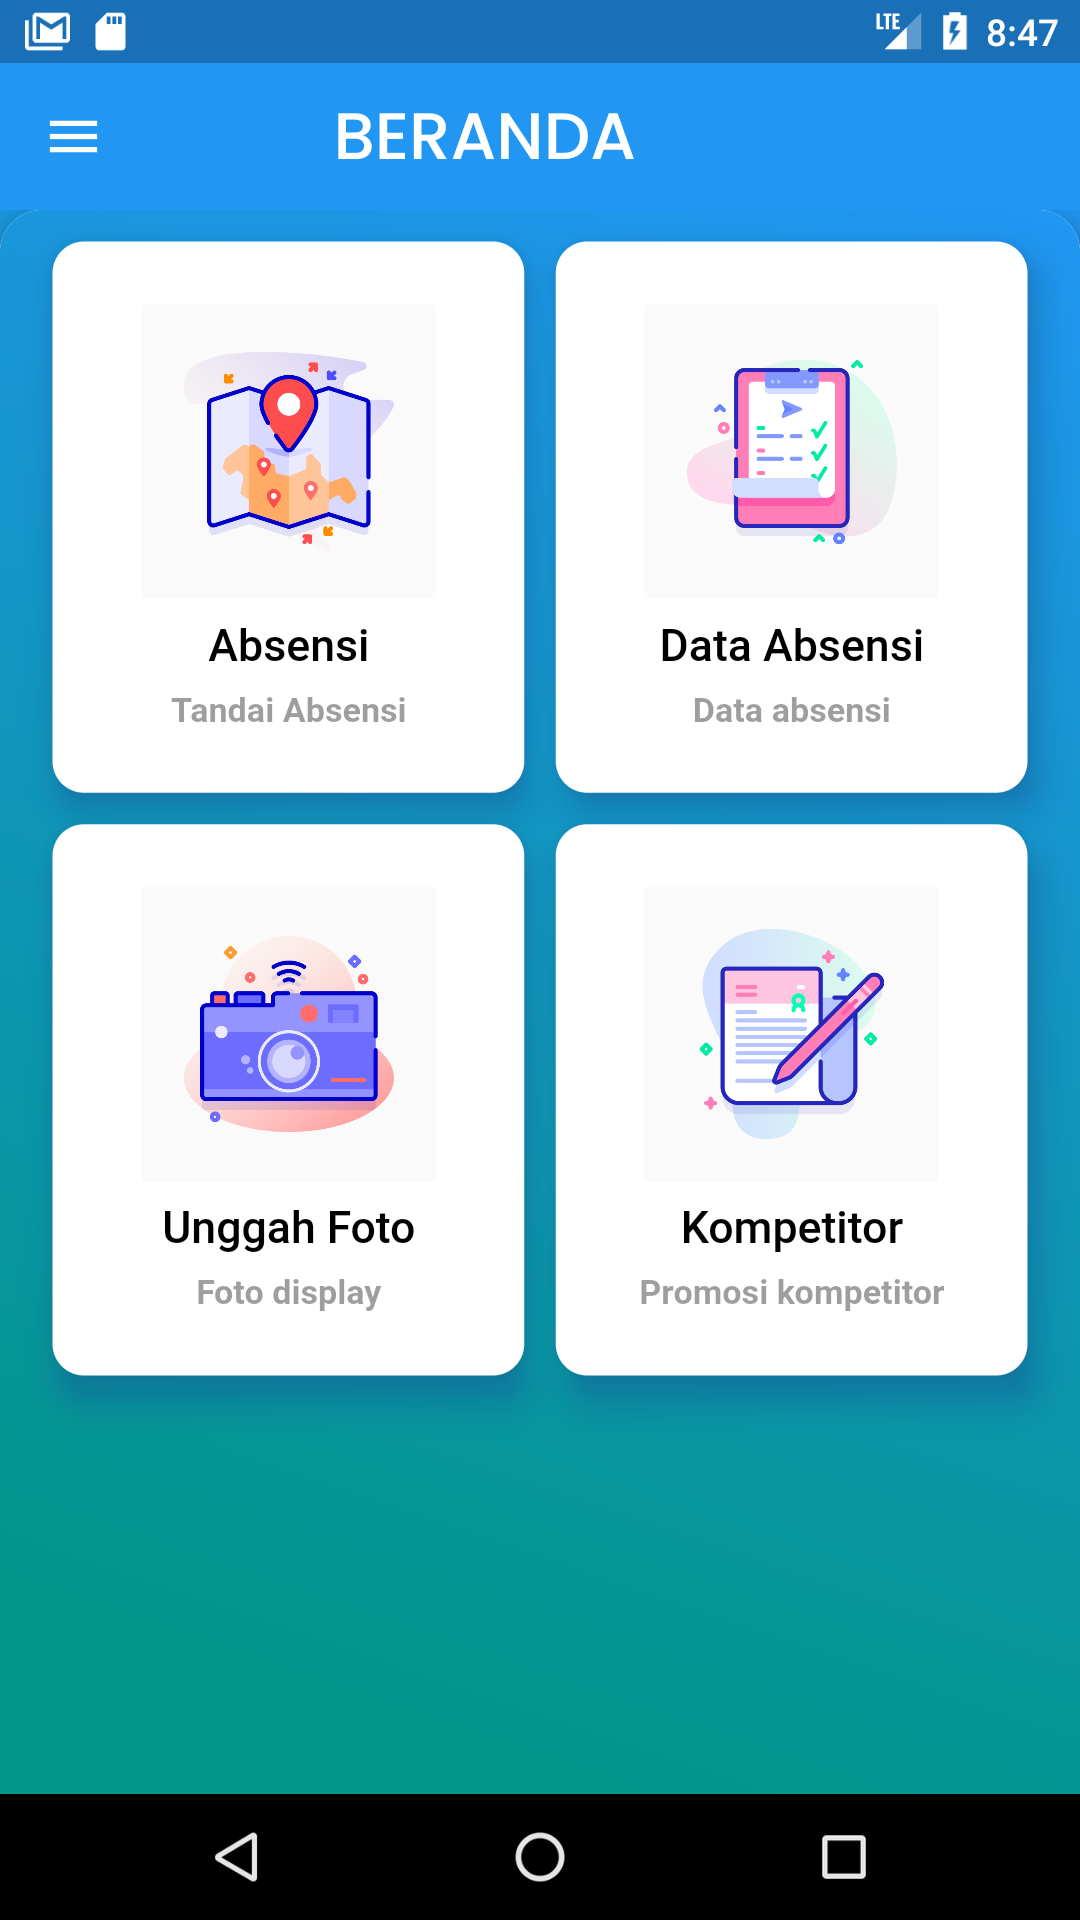 LTE 8:47
BERANDA
Absensi
Tandai Absensi
Data Absensi
Data absensi
Unggah Foto
Foto display
Kompetitor
Promosi kompetitor